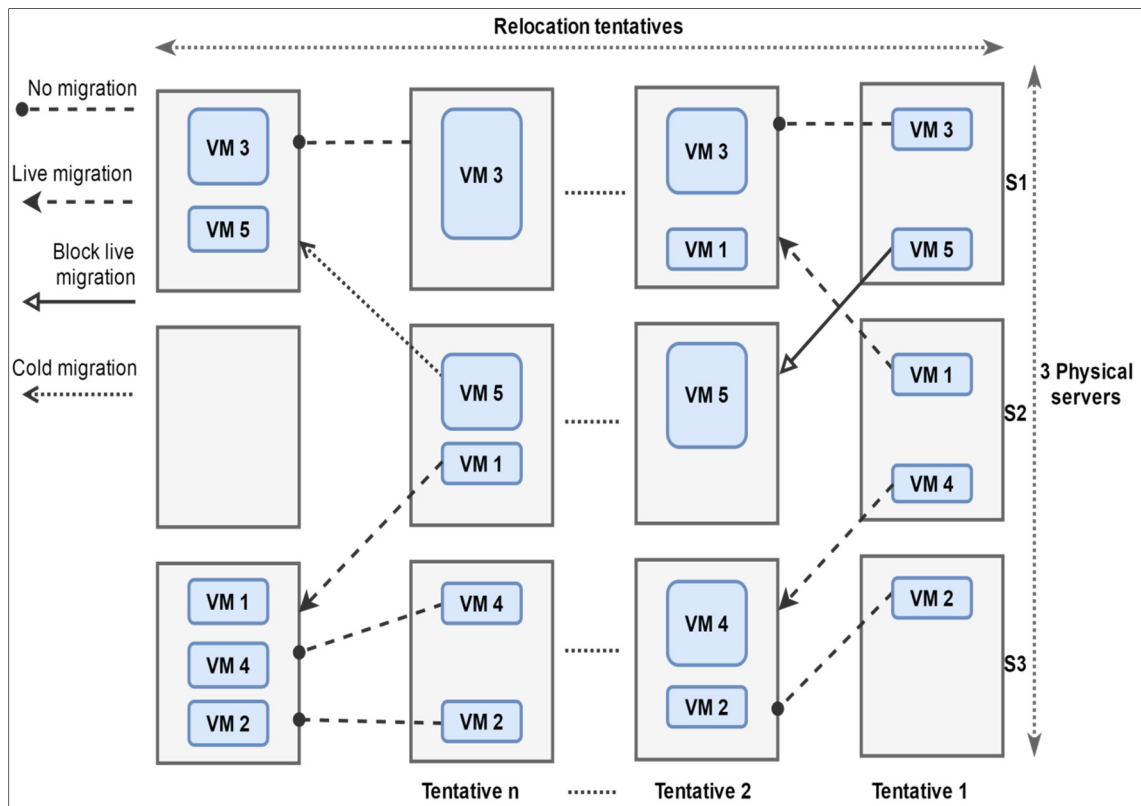 Relocation tentatives
No migration
Live migration
Block live
migration
Cold migration
VM 3
VM 5
VM 3
VM 3
VM 1
VM 3
VM 5
S1
VM 5
VM 1
VM 5
VM 1
VM 4
S2
3 Physical
servers
VM 1
VM 4
VM 2
VM 4
VM 2
VM 4
VM 2
VM 2
S3
Tentative n
Tentative 2
Tentative 1